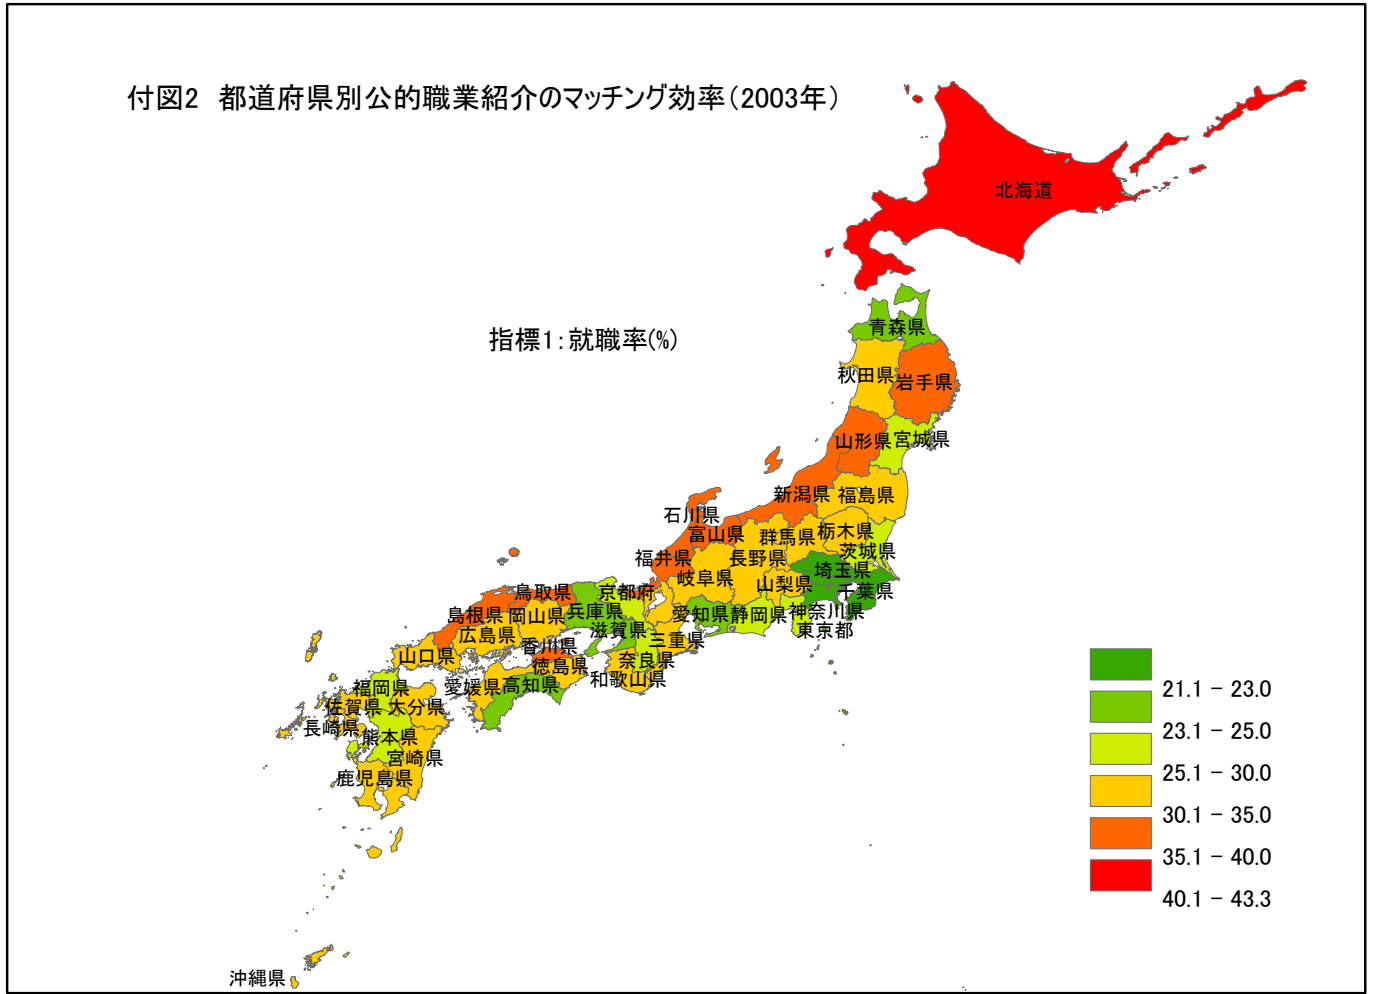 付図2 都道府県別公的職業紹介のマッチング効率(2003年)
北海道
指標1:就職率(%)
青森県
秋田県
岩手県
山形県
宮城県
新潟県
福島県
石川県
富山県
群馬県
栃木県
福井県
長野県
茨城県
岐阜県
山梨県
埼玉県
千葉県
鳥取県
京都府
島根県
岡山県
兵庫県
愛知県
静岡県
神奈川県
東京都
広島県
滋賀県
三重県
山口県
香川県
徳島県
奈良県
和歌山県
福岡県
愛媛県
高知県
佐賀県
大分県
長崎県
熊本県
宮崎県
鹿児島県
沖縄県
21.1 - 23.0
23.1 - 25.0
25.1 - 30.0
30.1 - 35.0
35.1 - 40.0
40.1 - 43.3